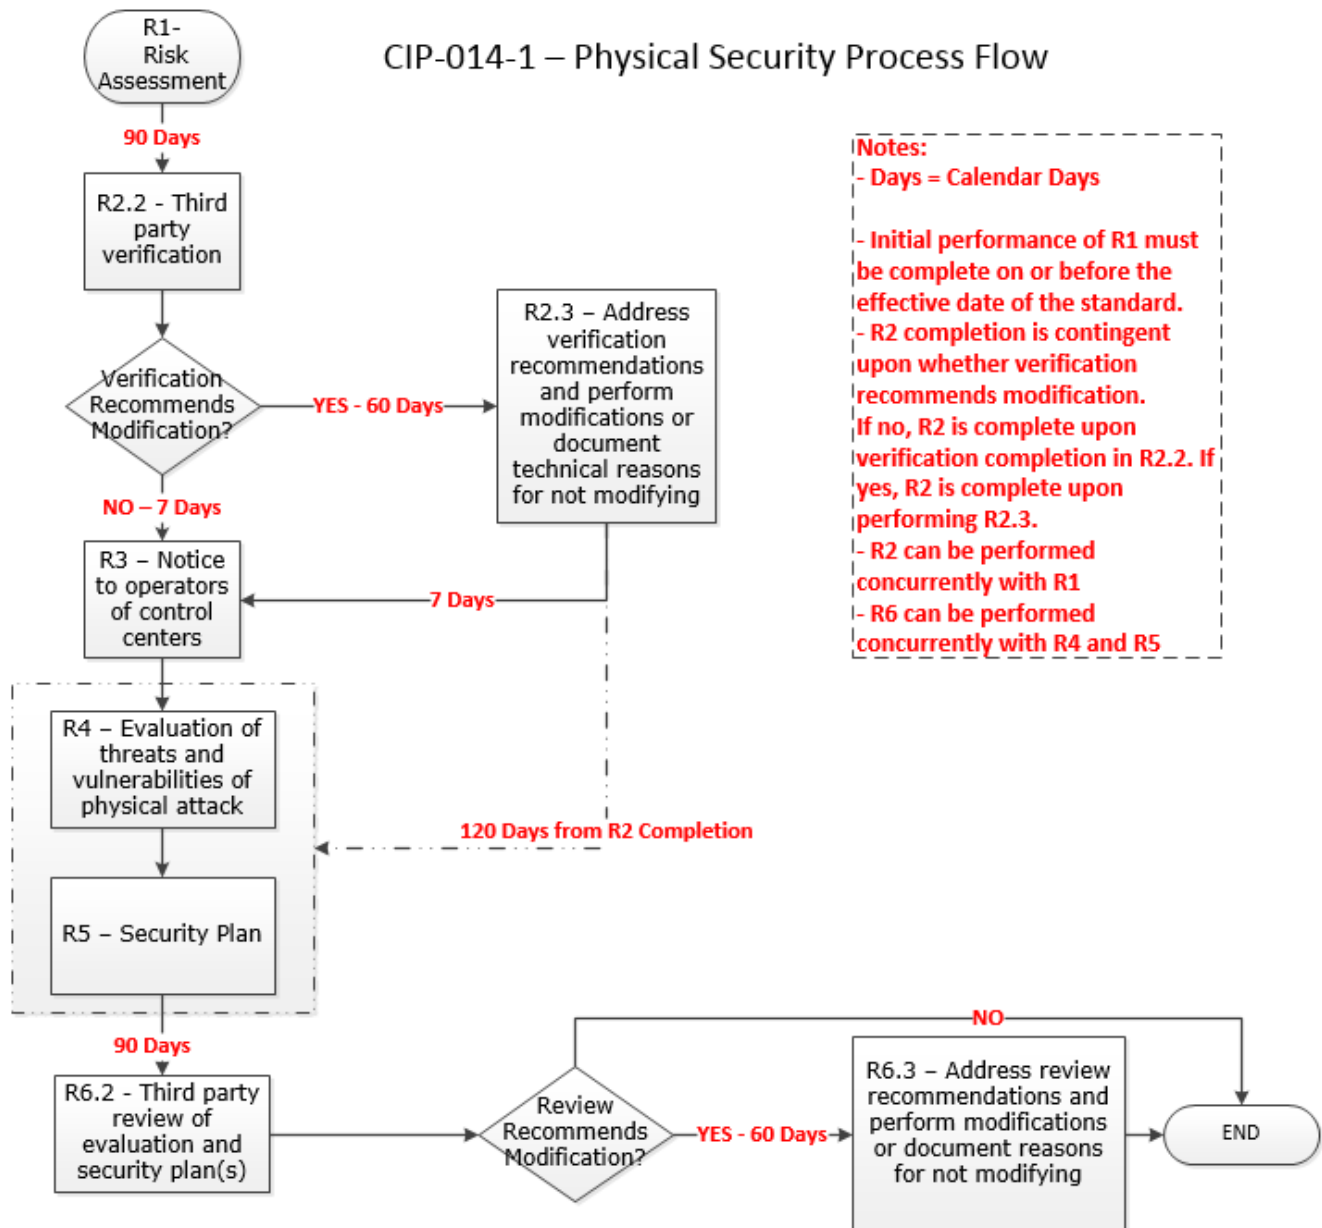 R1-
Risk
Assessment
CIP-014-1 – Physical Security Process Flow
90 Days
R2.2 - Third
party
verification
Notes:
- Days = Calendar Days
- Initial performance of R1 must
be complete on or before the
effective date of the standard.
- R2 completion is contingent
upon whether verification
recommends modification.
If no, R2 is complete upon
verification completion in R2.2. If
yes, R2 is complete upon
performing R2.3.
- R2 can be performed
concurrently with R1
- R6 can be performed
concurrently with R4 and R5
Verification
Recommends
Modification?
YES - 60 Days
R2.3 – Address
verification
recommendations
and perform
modifications or
document
technical reasons
for not modifying
NO – 7 Days
R3 – Notice
to operators
of control
centers
7 Days
R4 – Evaluation of
threats and
vulnerabilities of
physical attack
120 Days from R2 Completion
R5 – Security Plan
90 Days
R6.2 - Third party
review of
evaluation and
security plan(s)
Review
Recommends
Modification?
NO
YES - 60 Days
R6.3 – Address review
recommendations and
perform modifications
or document reasons
for not modifying
END